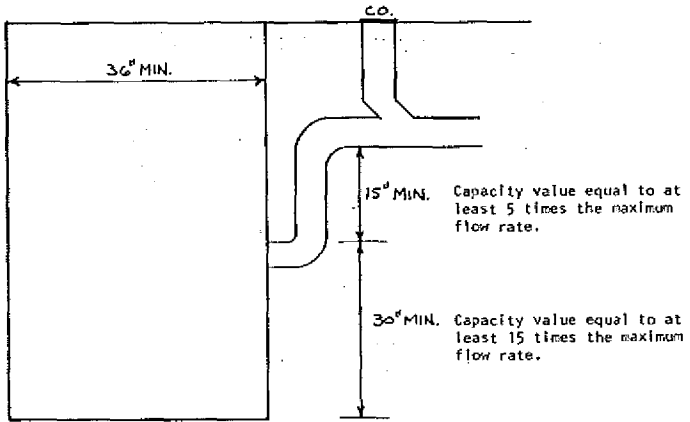 CO.
36" MIN.
15" MIN. Capacity value equal to at
least 5 times the maximum
flow rate.
30" MIN. Capacity value equal to at
least 15 times the maximum
flow rate.